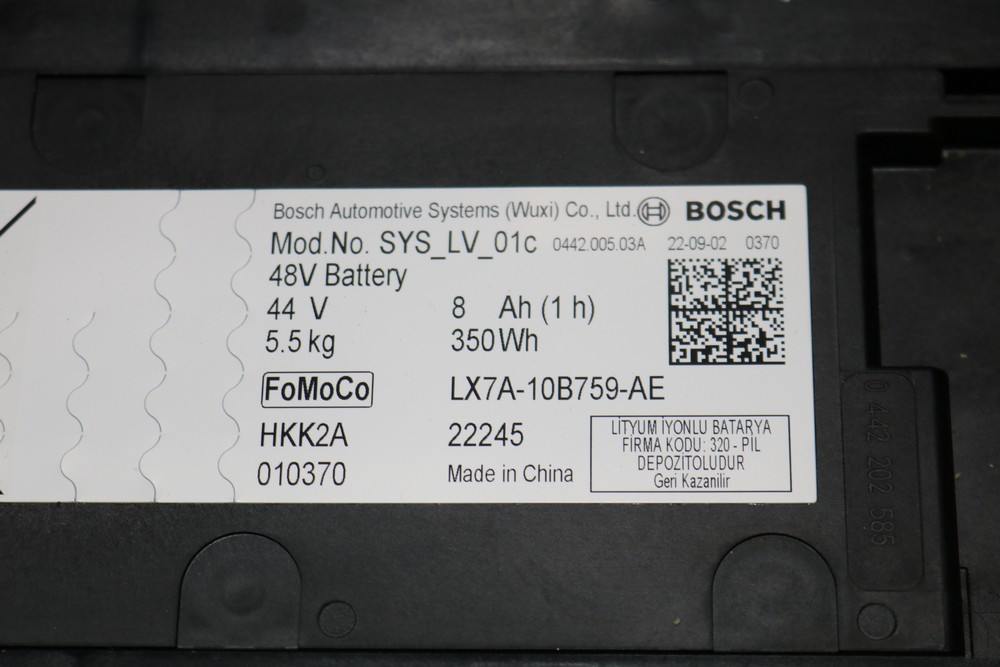 Bosch Automotive Systems (Wuxi) Co., Ltd. BOSCH
Mod.No. SYS_LV_01c 0442.005.03A 22-09-02 0370
48V Battery
44 V 8 Ah (1 h)
5.5 kg 350Wh
FoMoCo LX7A-10B759-AE
HKK2A 22245
010370 Made in China
LİTYUM İYONLU BATARYA
FİRMA KODU: 320 - PIL
DEPOZİTOLUDUR
Geri Kazanilir
0 442 202 585